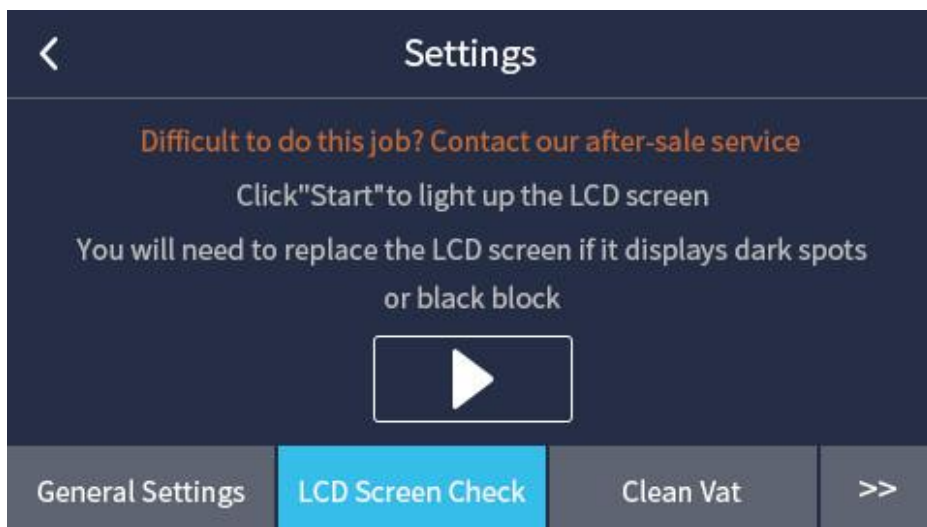 Settings
Difficult to do this job? Contact our after-sale service
Click"Start"to light up the LCD screen
You will need to replace the LCD screen if it displays dark spots
or black block
General Settings
LCD Screen Check
Clean Vat
>>